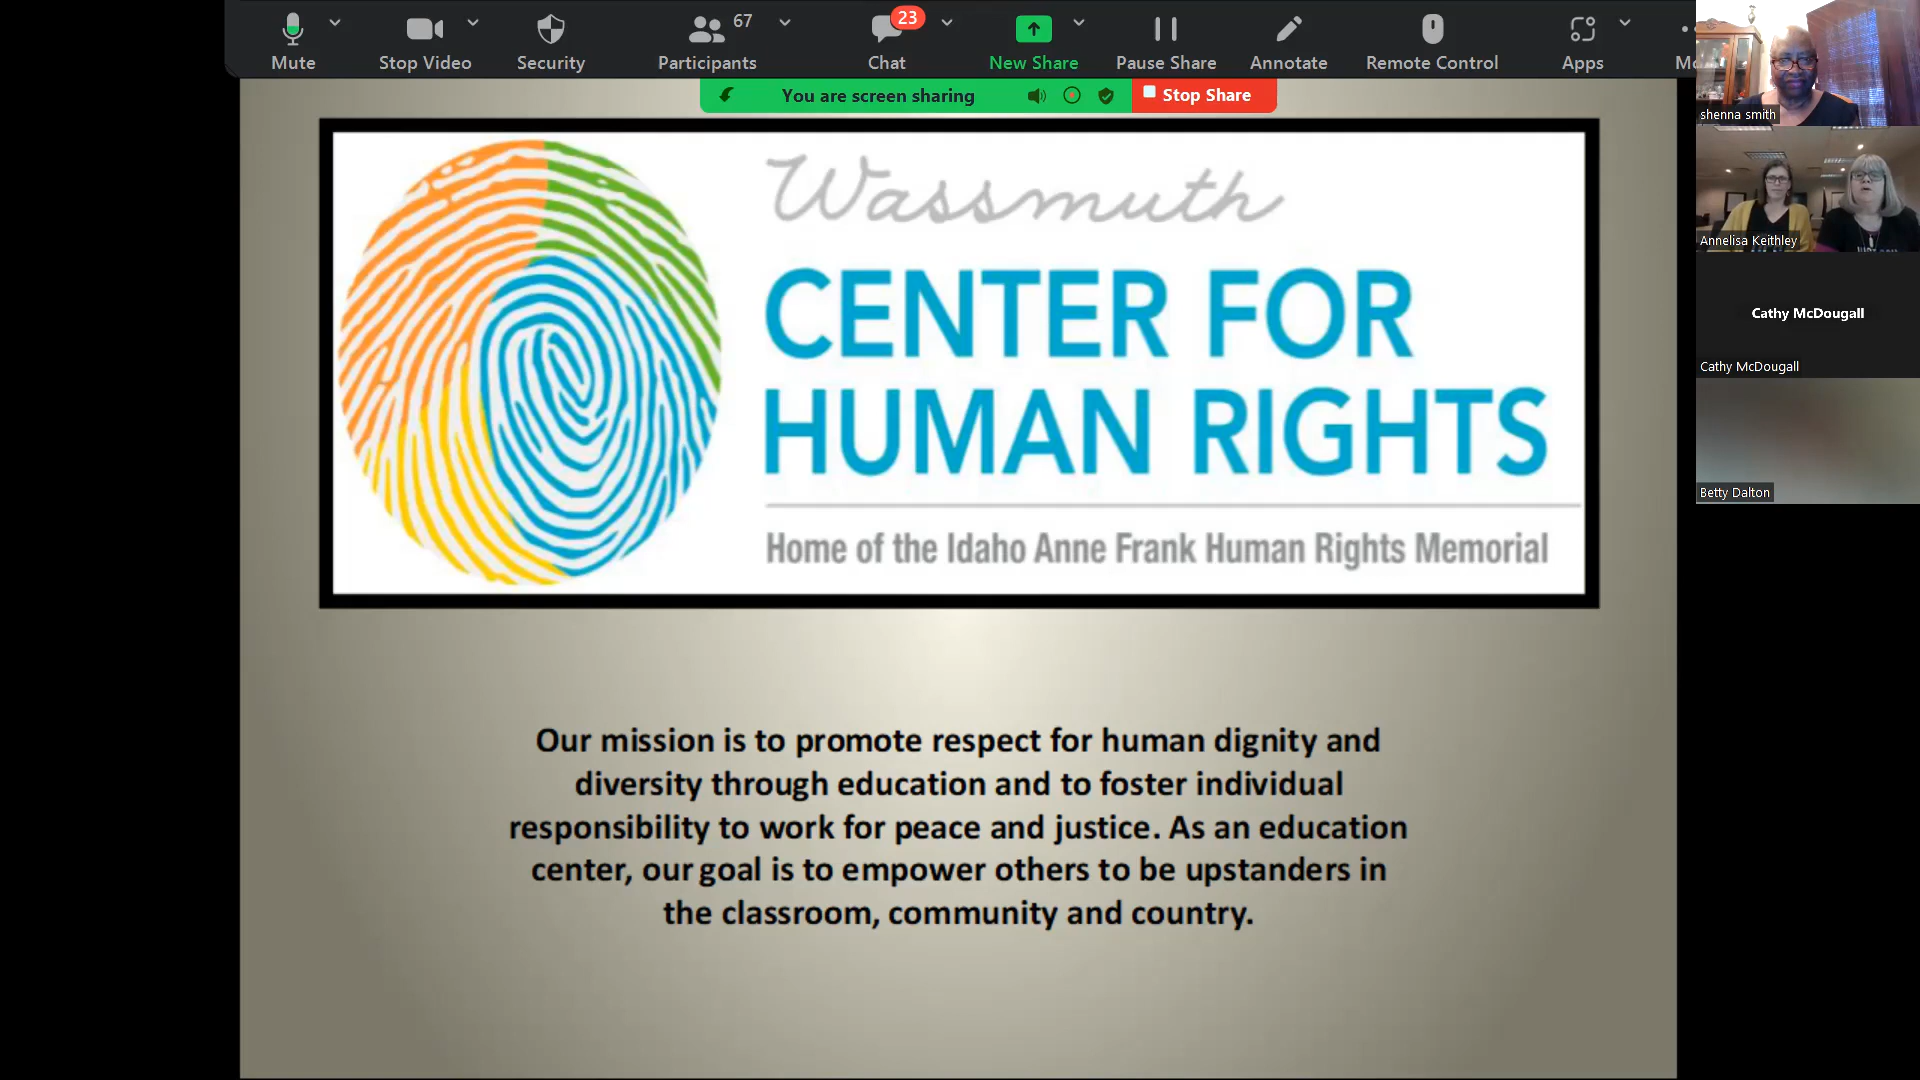 Mute
Stop Video
Security
67
Participants
23
Chat
New Share
Pause Share
Annotate
Remote Control
Apps
You are screen sharing
Stop Share
Wassmuth
CENTER FOR
HUMAN RIGHTS
Home of the Idaho Anne Frank Human Rights Memorial
Our mission is to promote respect for human dignity and
diversity through education and to foster individual
responsibility to work for peace and justice. As an education
center, our goal is to empower others to be upstanders in
the classroom, community and country.
shenna smith
Annelisa Keithley
Cathy McDougall
Cathy McDougall
Betty Dalton